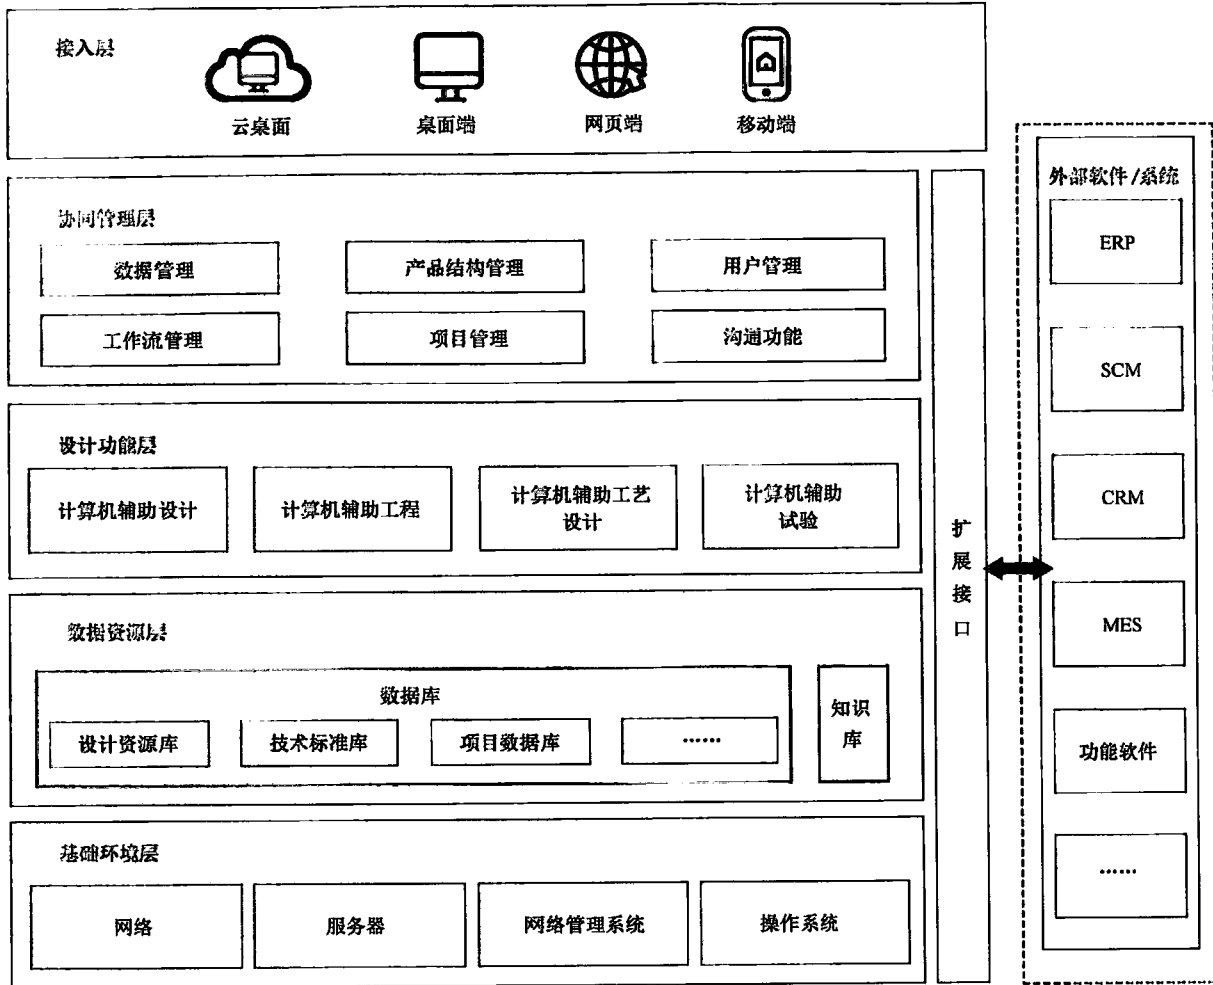 接入层
云桌面
桌面端
网页端
移动端
协同管理层
数据管理
产品结构管理
用户管理
工作流管理
项目管理
沟通功能
设计功能层
计算机辅助设计
计算机辅助工程
计算机辅助工艺
设计
计算机辅助
试验
数据资源层
数据库
设计资源库
技术标准库
项目数据库
……
知识
库
基础环境层
网络
服务器
网络管理系统
操作系统
扩
展
接
口
外部软件/系统
ERP
SCM
CRM
MES
功能软件
……